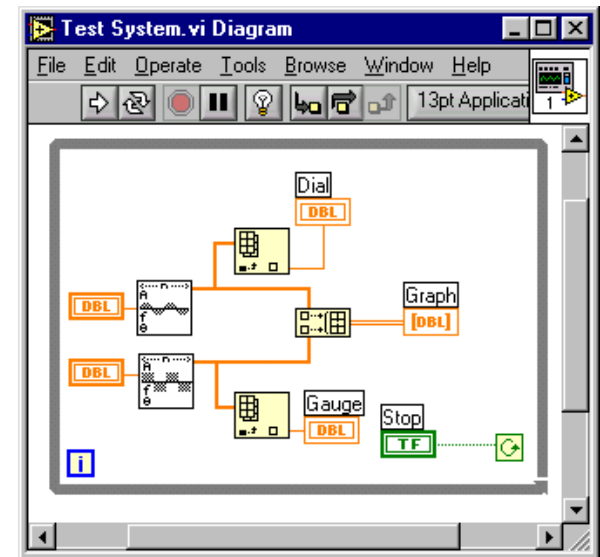 Test System.vi Diagram
File Edit Operate Tools Browse Window Help
13pt Applicati
1
Dial
DBL
n
A
f
θ
DBL
Graph
[DBL]
n
A
f
θ
DBL
Gauge
DBL
Stop
TF
i